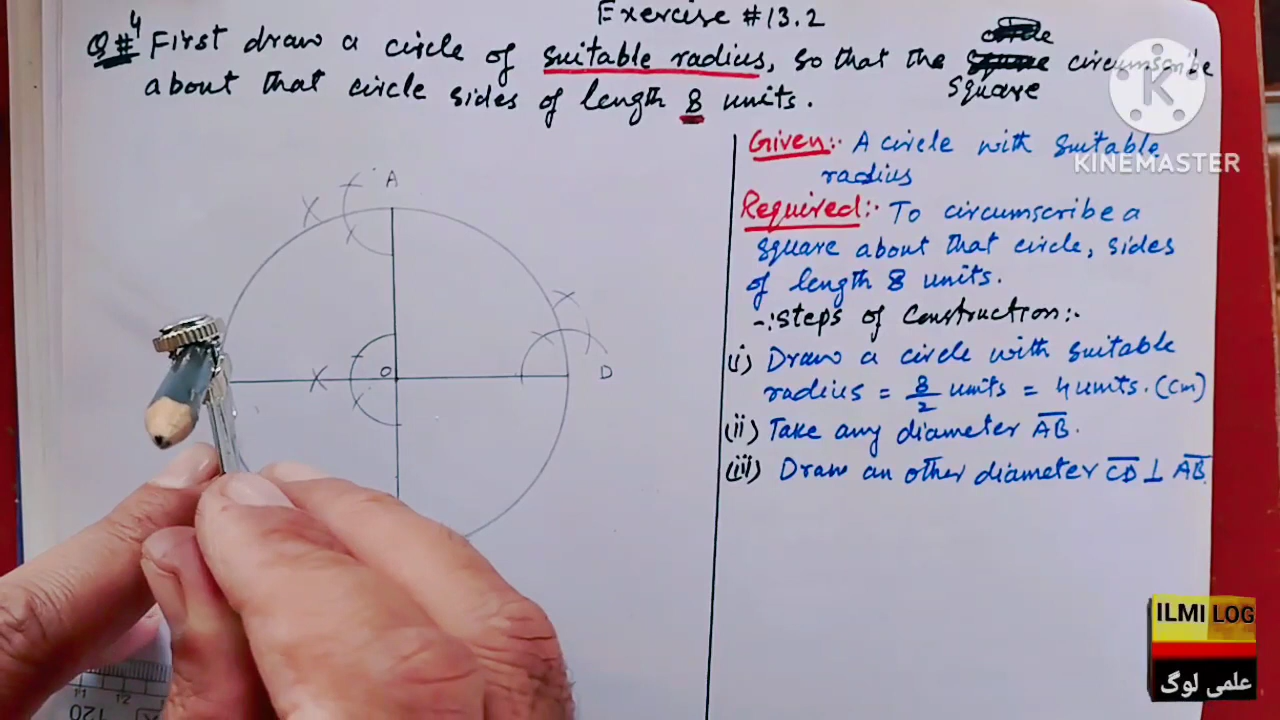 Exercise #13.2
Q#4 First draw a circle of suitable radius, so that the circumscribe
Square
about that circle sides of length 8 units.
Given:- A circle with suitable
radius
Required:- To circumscribe a
square about that circle, sides
of length 8 units.
-:Steps of Construction:-
(i) Draw a circle with suitable
radius = 8/2 units = 4 units. (cm)
(ii) Take any diameter A̅B̅.
(iii) Draw an other diameter C̅D̅ ⊥ A̅B̅.
A
O
D
K
KINEMASTER
120
ILMI LOG
علمی لوگ